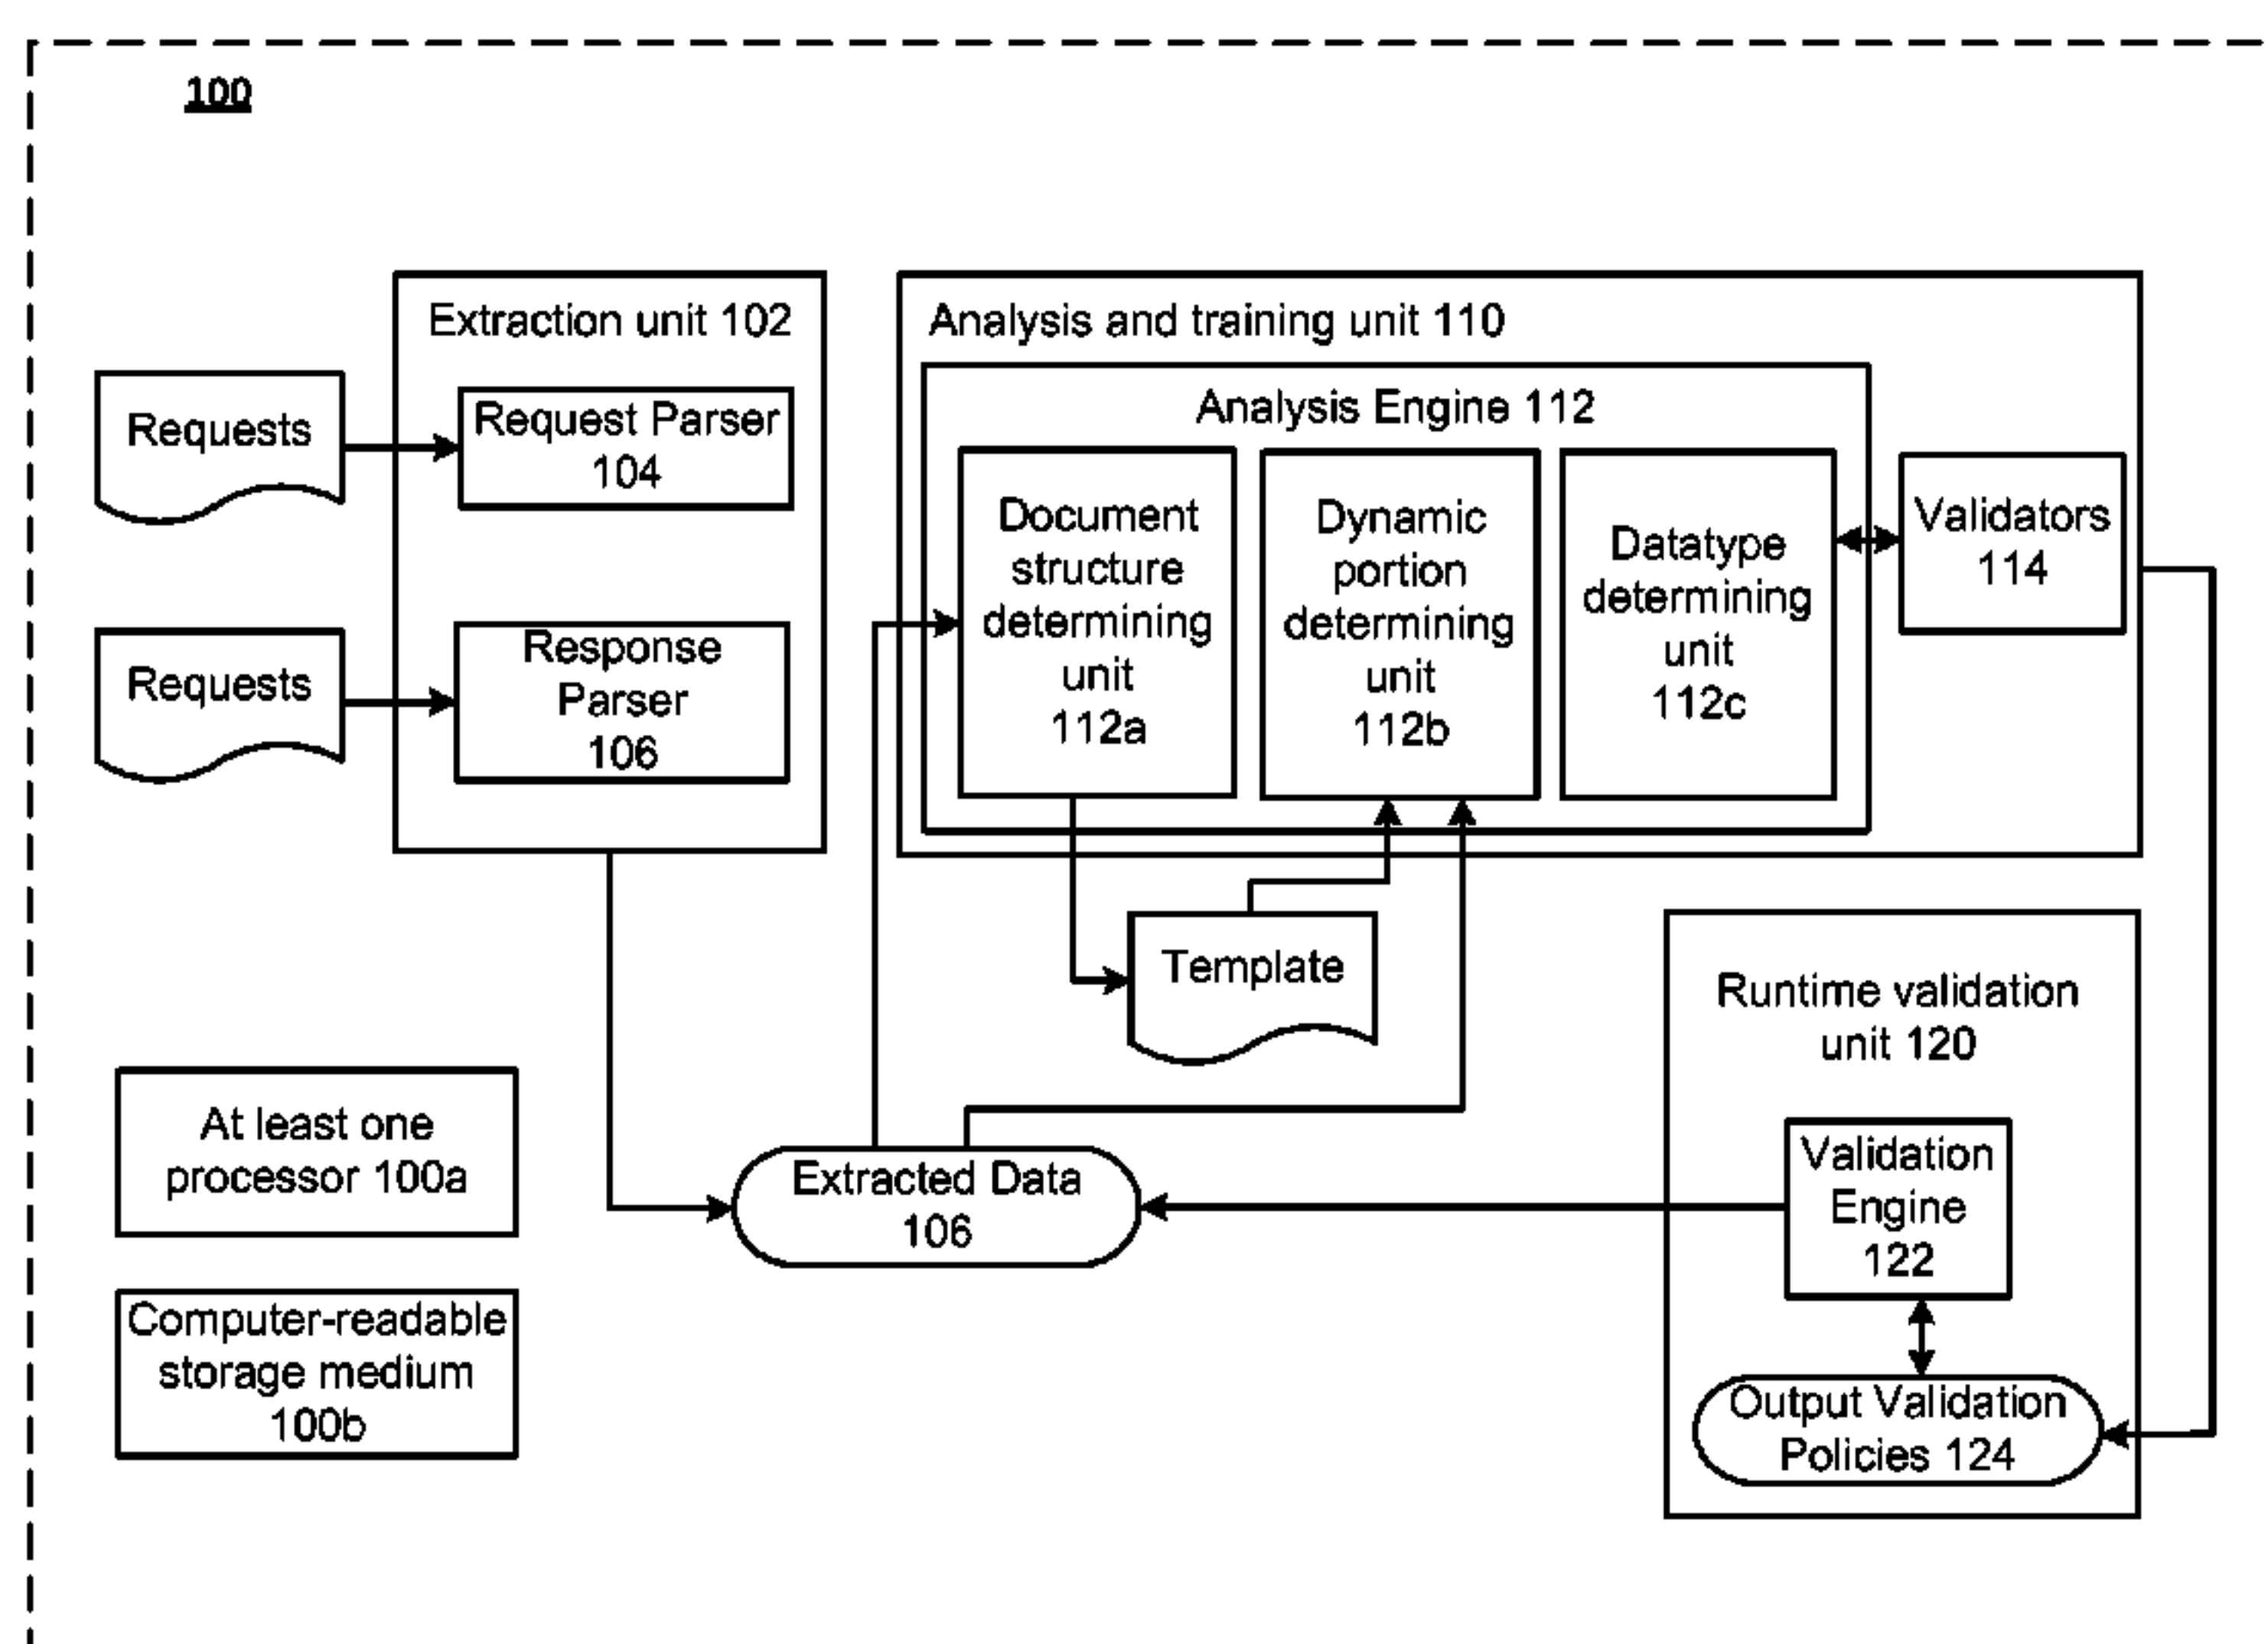 100
Extraction unit 102
Requests
Request Parser
104
Requests
Response
Parser
106
Analysis and training unit 110
Analysis Engine 112
Document
structure
determining
unit
112a
Dynamic
portion
determining
unit
112b
Datatype
determining
unit
112c
Validators
114
Template
Runtime validation
unit 120
At least one
processor 100a
Extracted Data
106
Validation
Engine
122
Computer-readable
storage medium
100b
Output Validation
Policies 124